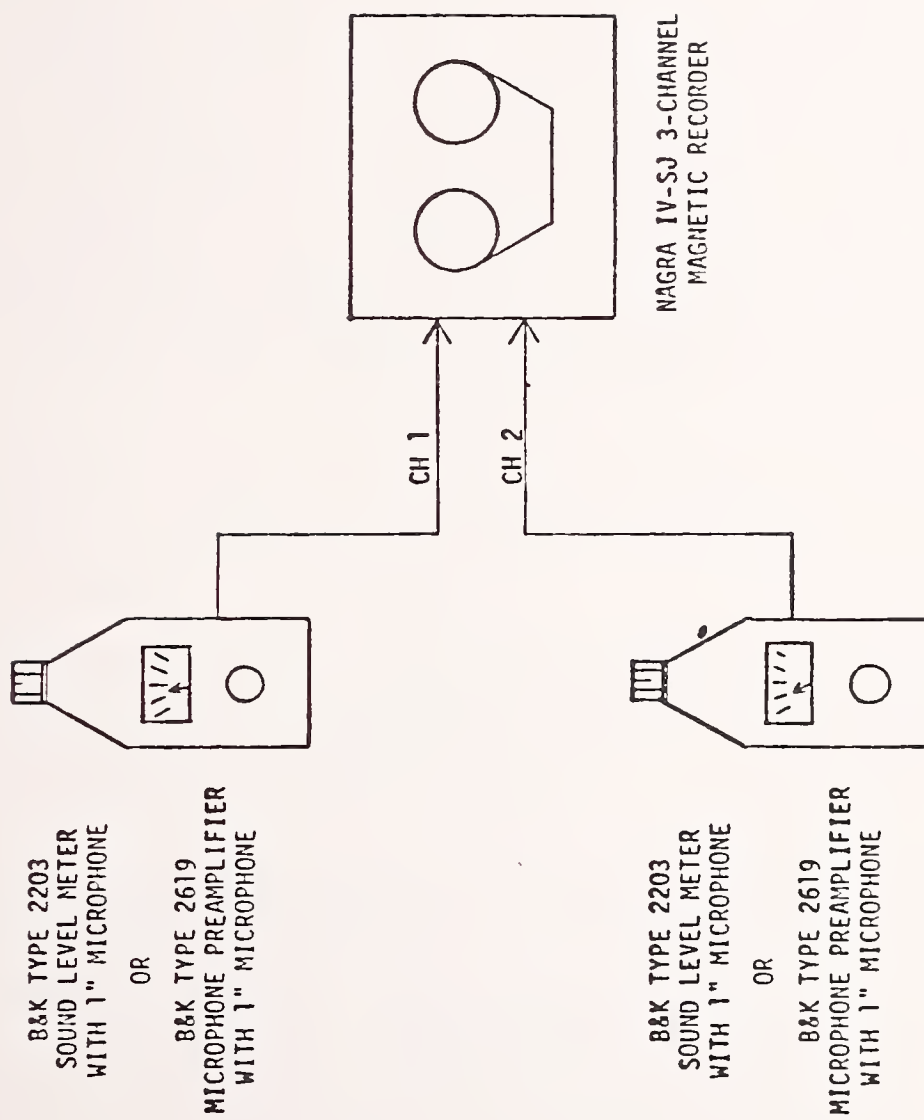 B&K TYPE 2203
SOUND LEVEL METER
WITH 1" MICROPHONE
OR
B&K TYPE 2619
MICROPHONE PREAMPLIFIER
WITH 1" MICROPHONE
CH 1
CH 2
NAGRA IV-SJ 3-CHANNEL
MAGNETIC RECORDER
B&K TYPE 2203
SOUND LEVEL METER
WITH 1" MICROPHONE
OR
B&K TYPE 2619
MICROPHONE PREAMPLIFIER
WITH 1" MICROPHONE